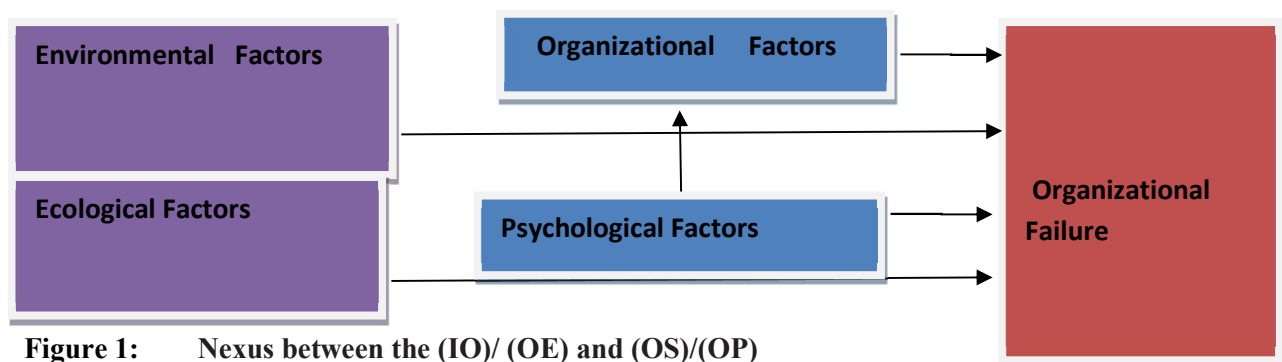 Environmental Factors
Organizational Factors
Ecological Factors
Psychological Factors
Organizational
Failure
Figure 1: Nexus between the (IO)/ (OE) and (OS)/(OP)